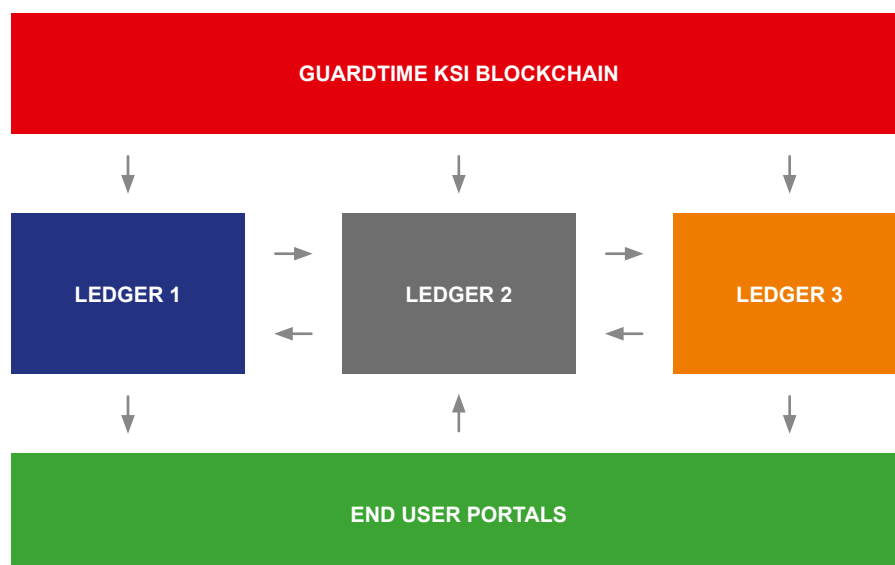 GUARDTIME KSI BLOCKCHAIN
LEDGER 1
LEDGER 2
LEDGER 3
END USER PORTALS